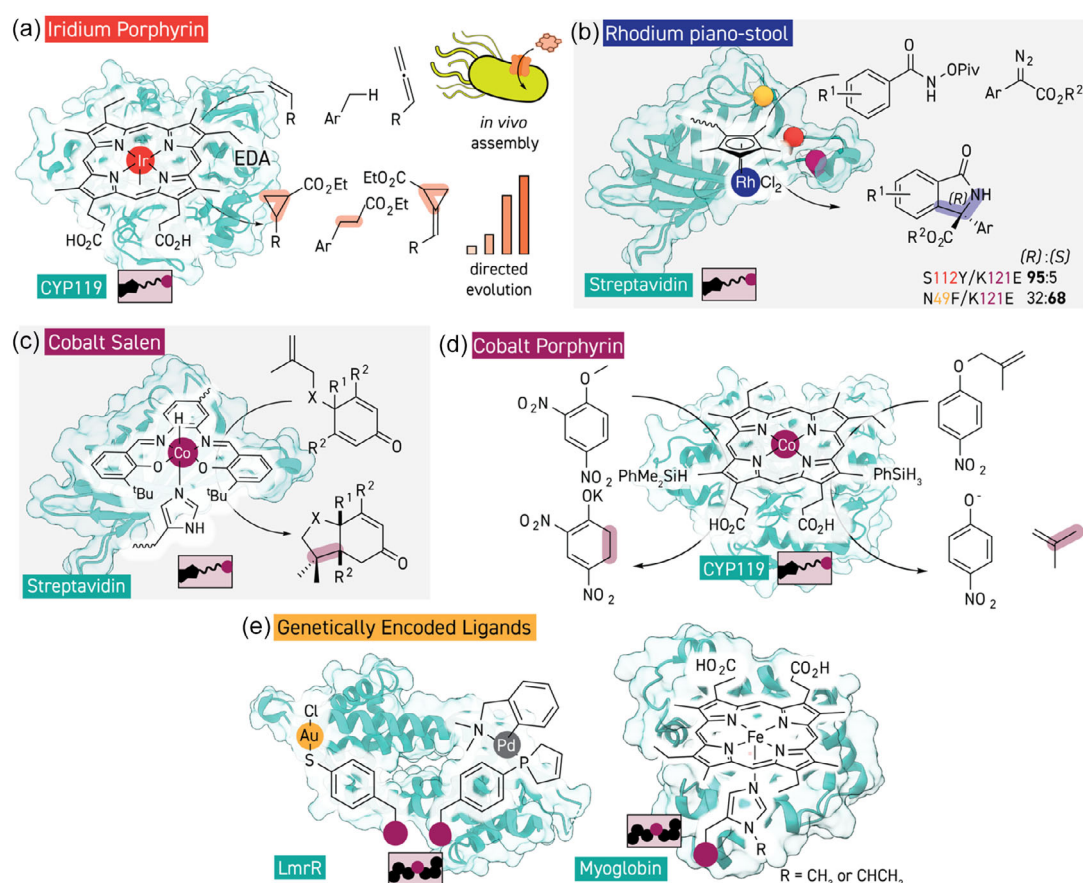 (a) Iridium Porphyrin
H
R
Ar
R
in vivo
assembly
N
N
Ir
N
N
EDA
CO₂Et
EtO₂C
CO₂Et
R
Ar
R
HO₂C
CO₂H
CYP119
directed
evolution
(b) Rhodium piano-stool
O
N₂
R¹
N
H
OPiv
Ar
CO₂R²
Rh Cl₂
O
R¹
NH
(R)
R²O₂C
Ar
(R):(S)
S112Y/K121E 95:5
N49F/K121E 32:68
Streptavidin
(c) Cobalt Salen
X
R¹
R²
R²
O
H
N
N
Co
O
O
ᵗBu
ᵗBu
N
NH
R¹
R²
X
R²
O
Streptavidin
(d) Cobalt Porphyrin
O
O₂N
NO₂
O
NO₂
N
N
Co
N
N
PhMe₂SiH
PhSiH₃
OK
O₂N
NO₂
HO₂C
CO₂H
O⁻
NO₂
CYP119
(e) Genetically Encoded Ligands
Cl
Au
S
N
Pd
P
LmrR
HO₂C
CO₂H
N
N
Fe
N
N
N
N
R
Myoglobin
R = CH₃ or CHCH₂